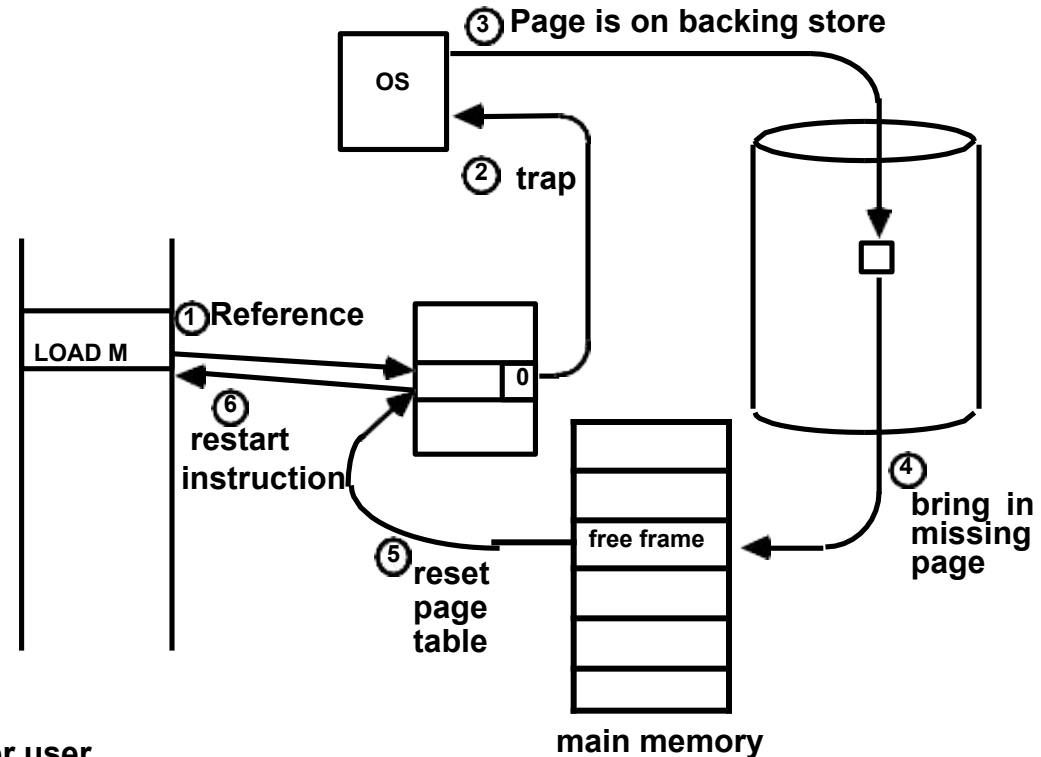 3 Page is on backing store
OS
2 trap
1 Reference
LOAD M
0
6
restart
instruction
4
bring in
missing
page
free frame
5 reset
page
table
main memory
user